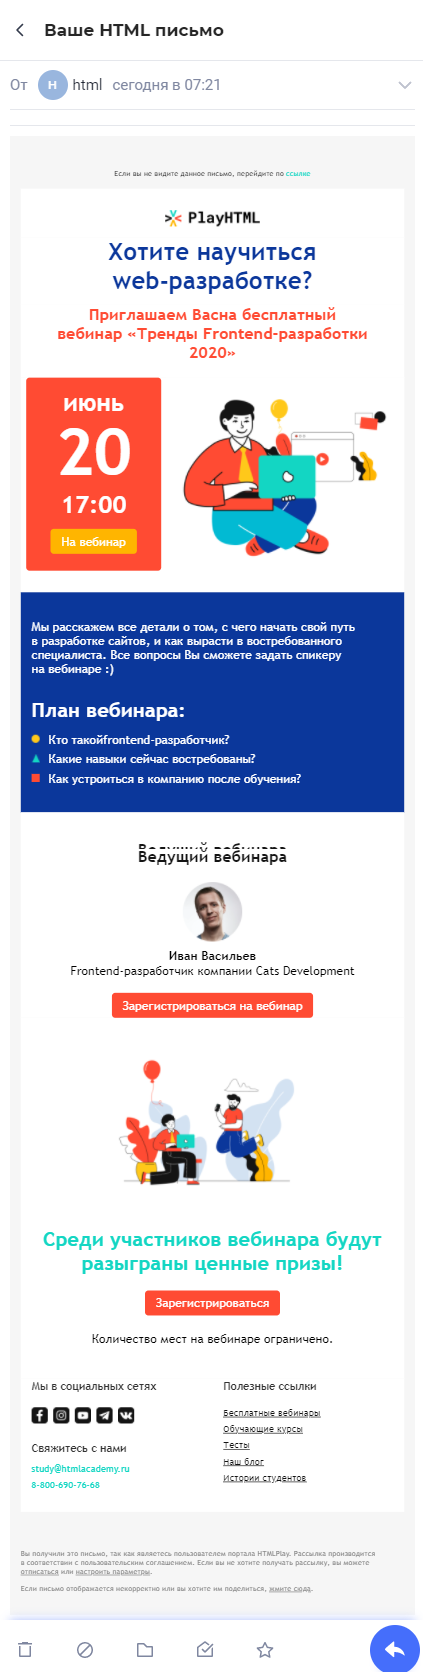 Ваше HTML письмо
От H html сегодня в 07:21
Если вы не видите данное письмо, перейдите по ссылке
PlayHTML
Хотите научиться
web-разработке?
Приглашаем Васна бесплатный
вебинар «Тренды Frontend-разработки
2020»
июнь
20
17:00
На вебинар
Мы расскажем все детали о том, с чего начать свой путь
в разработке сайтов, и как вырасти в востребованного
специалиста. Все вопросы Вы сможете задать спикеру
на вебинаре :)
План вебинара:
Кто такойfrontend-разработчик?
Какие навыки сейчас востребованы?
Как устроиться в компанию после обучения?
Ведущий вебинара
Ведущий вебинара
Иван Васильев
Frontend-разработчик компании Cats Development
Зарегистрироваться на вебинар
Среди участников вебинара будут
разыграны ценные призы!
Зарегистрироваться
Количество мест на вебинаре ограничено.
Мы в социальных сетях
Свяжитесь с нами
study@htmlacademy.ru
8-800-690-76-68
Полезные ссылки
Бесплатные вебинары
Обучающие курсы
Тесты
Наш блог
Истории студентов
Вы получили это письмо, так как являетесь пользователем портала HTMLPlay. Рассылка производится
в соответствии с пользовательским соглашением. Если вы не хотите получать рассылку, вы можете
отписаться или настроить параметры.
Если письмо отображается некорректно или вы хотите им поделиться, жмите сюда.